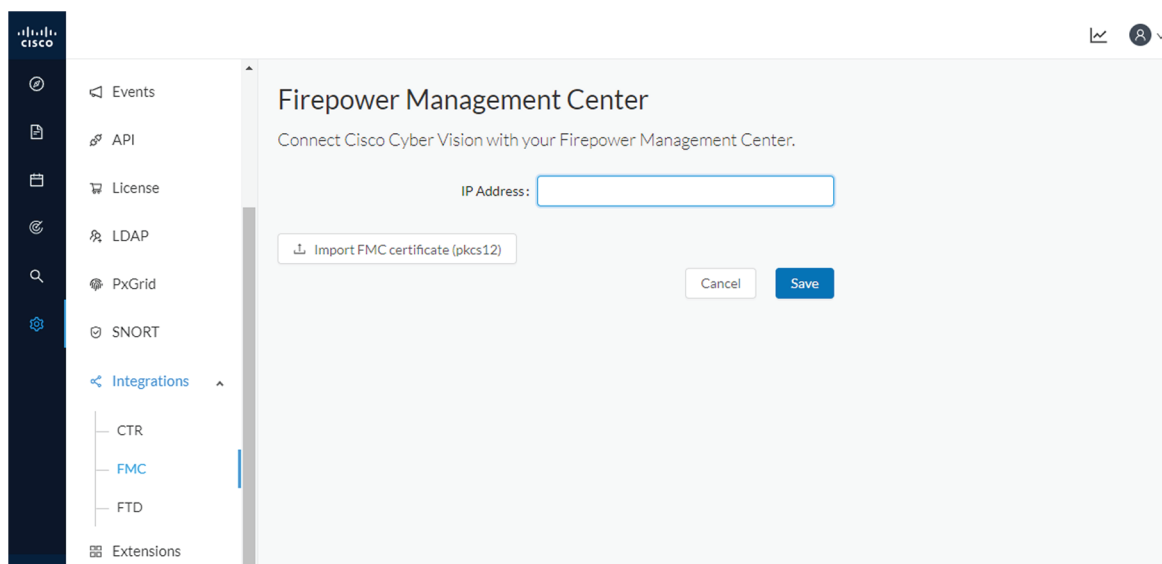 CISCO
Events
API
License
LDAP
PxGrid
SNORT
Integrations
CTR
FMC
FTD
Extensions
Firepower Management Center
Connect Cisco Cyber Vision with your Firepower Management Center.
IP Address:
Import FMC certificate (pkcs12)
Cancel Save